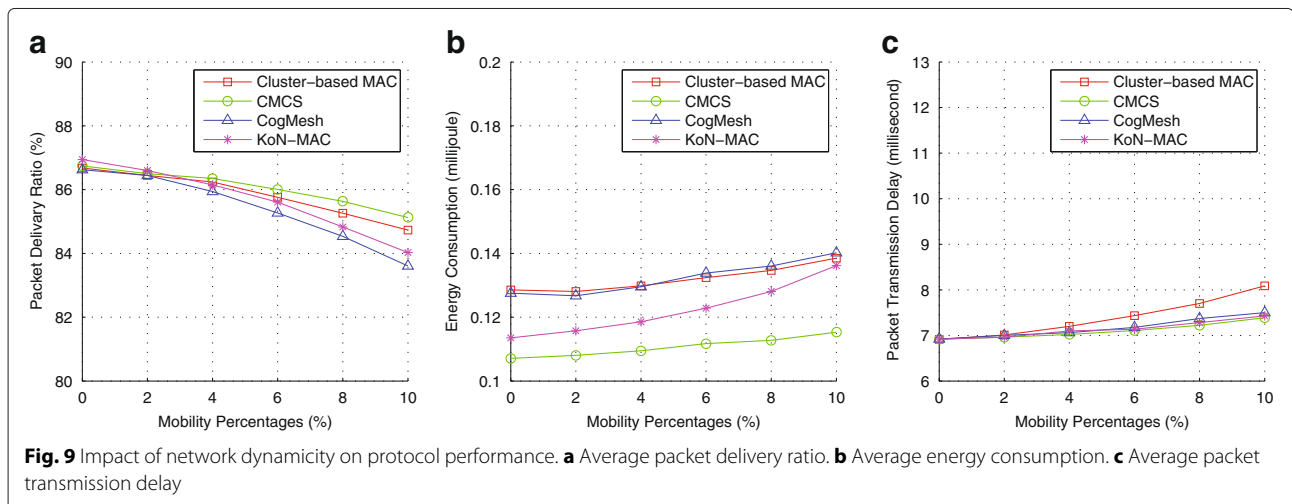 a
90
88
86
84
82
80
0 2 4 6 8 10
Packet Delivary Ratio (%)
Mobility Percentages (%)
Cluster−based MAC
CMCS
CogMesh
KoN−MAC
b
0.2
0.18
0.16
0.14
0.12
0.1
0 2 4 6 8 10
Energy Consumption (millijoule)
Mobility Percentages (%)
Cluster−based MAC
CMCS
CogMesh
KoN−MAC
c
13
12
11
10
9
8
7
6
0 2 4 6 8 10
Packet Transmission Delay (millisecond)
Mobility Percentages (%)
Cluster−based MAC
CMCS
CogMesh
KoN−MAC
Fig. 9 Impact of network dynamicity on protocol performance. a Average packet delivery ratio. b Average energy consumption. c Average packet
transmission delay